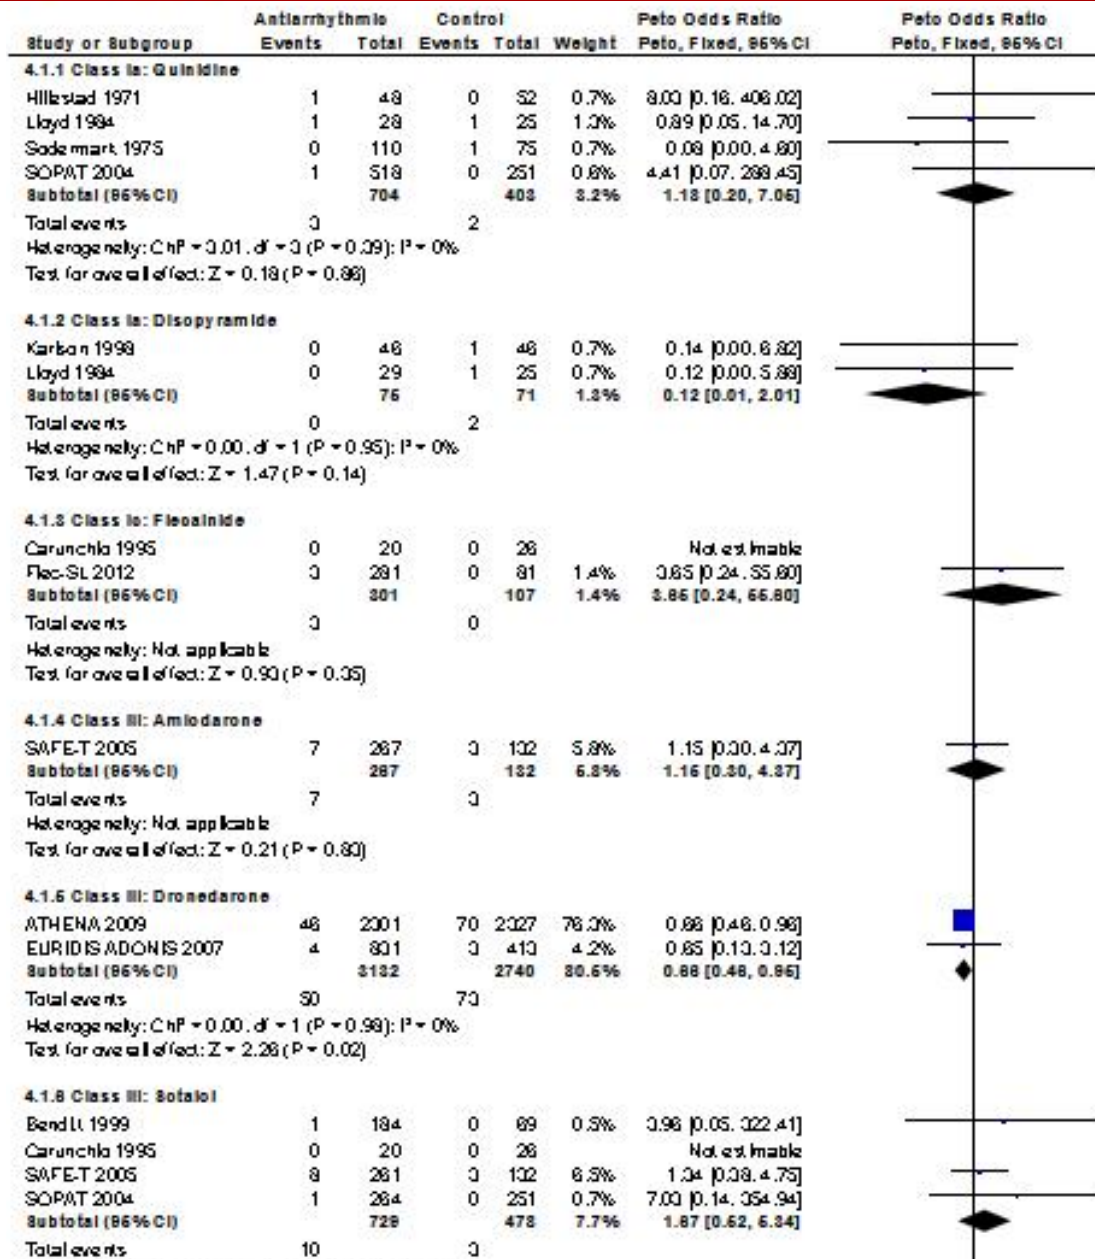 Antiarrhythmic Control Peto Odds Ratio Peto Odds Ratio
Study or Subgroup Events Total Events Total Weight Peto, Fixed, 95% CI Peto, Fixed, 95% CI
4.1.1 Class Ia: Quinidine
Hillestad 1971 1 48 0 52 0.7% 8.03 [0.16, 406.02]
Lloyd 1984 1 28 1 25 1.3% 0.89 [0.05, 14.70]
Sodermark 1975 0 110 1 75 0.7% 0.08 [0.00, 4.60]
SOPAT 2004 1 518 0 251 0.6% 4.41 [0.07, 288.45]
Subtotal (95% CI) 704 403 3.2% 1.18 [0.20, 7.05]
Total events 3 2
Heterogeneity: Chi² = 3.01, df = 3 (P = 0.39); I² = 0%
Test for overall effect: Z = 0.18 (P = 0.86)
4.1.2 Class Ia: Disopyramide
Karlson 1998 0 46 1 46 0.7% 0.14 [0.00, 6.82]
Lloyd 1984 0 29 1 25 0.7% 0.12 [0.00, 5.88]
Subtotal (95% CI) 75 71 1.3% 0.12 [0.01, 2.01]
Total events 0 2
Heterogeneity: Chi² = 0.00, df = 1 (P = 0.95); I² = 0%
Test for overall effect: Z = 1.47 (P = 0.14)
4.1.3 Class Ic: Flecainide
Carunchio 1995 0 20 0 26 Not estimable
Flec-SL 2012 3 281 0 81 1.4% 3.65 [0.24, 55.60]
Subtotal (95% CI) 301 107 1.4% 3.65 [0.24, 55.60]
Total events 3 0
Heterogeneity: Not applicable
Test for overall effect: Z = 0.93 (P = 0.35)
4.1.4 Class III: Amiodarone
SAFE-T 2005 7 267 3 132 5.8% 1.15 [0.30, 4.37]
Subtotal (95% CI) 267 132 5.8% 1.15 [0.30, 4.37]
Total events 7 3
Heterogeneity: Not applicable
Test for overall effect: Z = 0.21 (P = 0.83)
4.1.5 Class III: Dronedarone
ATHENA 2009 46 2301 70 2327 76.3% 0.66 [0.46, 0.96]
EURIDIS ADONIS 2007 4 831 3 413 4.2% 0.65 [0.13, 3.12]
Subtotal (95% CI) 3132 2740 80.5% 0.66 [0.46, 0.95]
Total events 50 73
Heterogeneity: Chi² = 0.00, df = 1 (P = 0.98); I² = 0%
Test for overall effect: Z = 2.26 (P = 0.02)
4.1.6 Class III: Sotalol
Benditt 1999 1 184 0 69 0.5% 3.96 [0.05, 322.41]
Carunchio 1995 0 20 0 26 Not estimable
SAFE-T 2005 8 261 3 132 6.5% 1.34 [0.38, 4.75]
SOPAT 2004 1 264 0 251 0.7% 7.03 [0.14, 354.94]
Subtotal (95% CI) 729 478 7.7% 1.67 [0.52, 5.34]
Total events 10 3